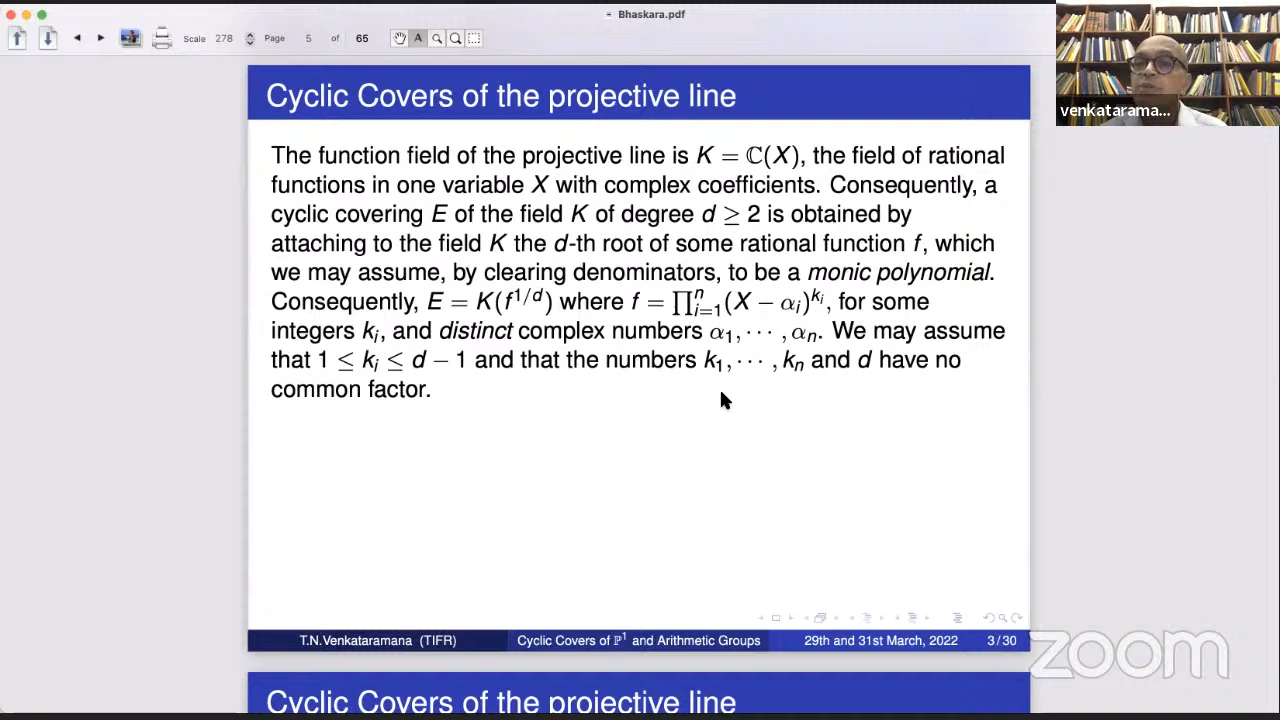 Bhaskara.pdf
Scale 278 Page 5 of 65 A
venkatarama...
Cyclic Covers of the projective line
The function field of the projective line is K = ℂ(X), the field of rational
functions in one variable X with complex coefficients. Consequently, a
cyclic covering E of the field K of degree d ≥ 2 is obtained by
attaching to the field K the d-th root of some rational function f, which
we may assume, by clearing denominators, to be a monic polynomial.
Consequently, E = K(f^{1/d}) where f = ∏_{i=1}^{n}(X − α_i)^{k_i}, for some
integers k_i, and distinct complex numbers α_1, ⋯ , α_n. We may assume
that 1 ≤ k_i ≤ d − 1 and that the numbers k_1, ⋯ , k_n and d have no
common factor.
T.N.Venkataramana (TIFR) Cyclic Covers of ℙ^1 and Arithmetic Groups 29th and 31st March, 2022 3 / 30
zoom
Cyclic Covers of the projective line